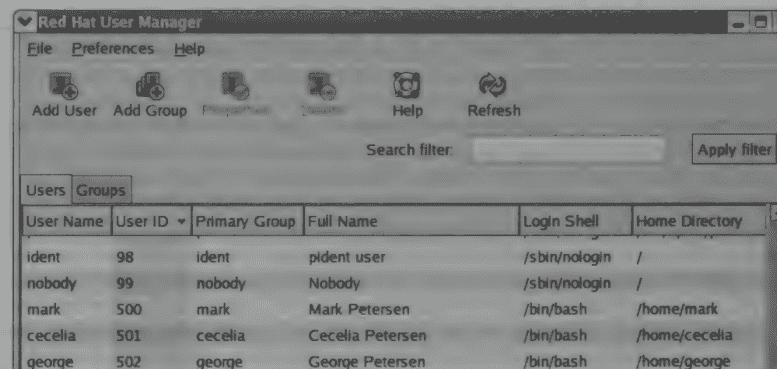 Red Hat User Manager
File Preferences Help
Add User Add Group Properties Help Refresh
Search filter: Apply filter
Users Groups
User Name User ID Primary Group Full Name Login Shell Home Directory
ident 98 ident pident user /sbin/nologin /
nobody 99 nobody Nobody /sbin/nologin /
mark 500 mark Mark Petersen /bin/bash /home/mark
cecelia 501 cecelia Cecelia Petersen /bin/bash /home/cecelia
george 502 george George Petersen /bin/bash /home/george